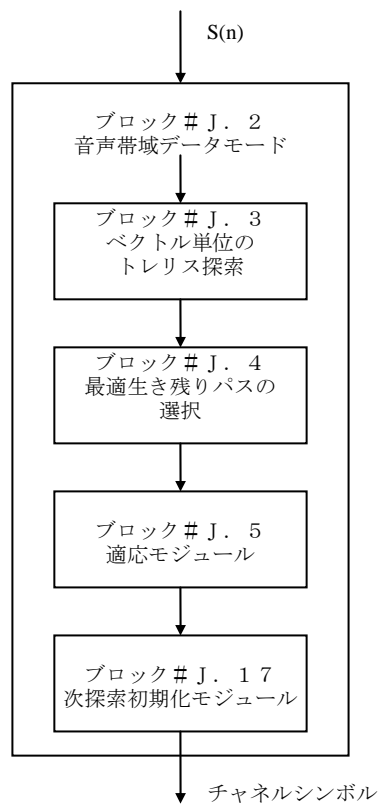 S(n)
ブロック＃Ｊ．２
音声帯域データモード
ブロック＃Ｊ．３
ベクトル単位の
トレリス探索
ブロック＃Ｊ．４
最適生き残りパスの
選択
ブロック＃Ｊ．５
適応モジュール
ブロック＃Ｊ．１７
次探索初期化モジュール
チャネルシンボル